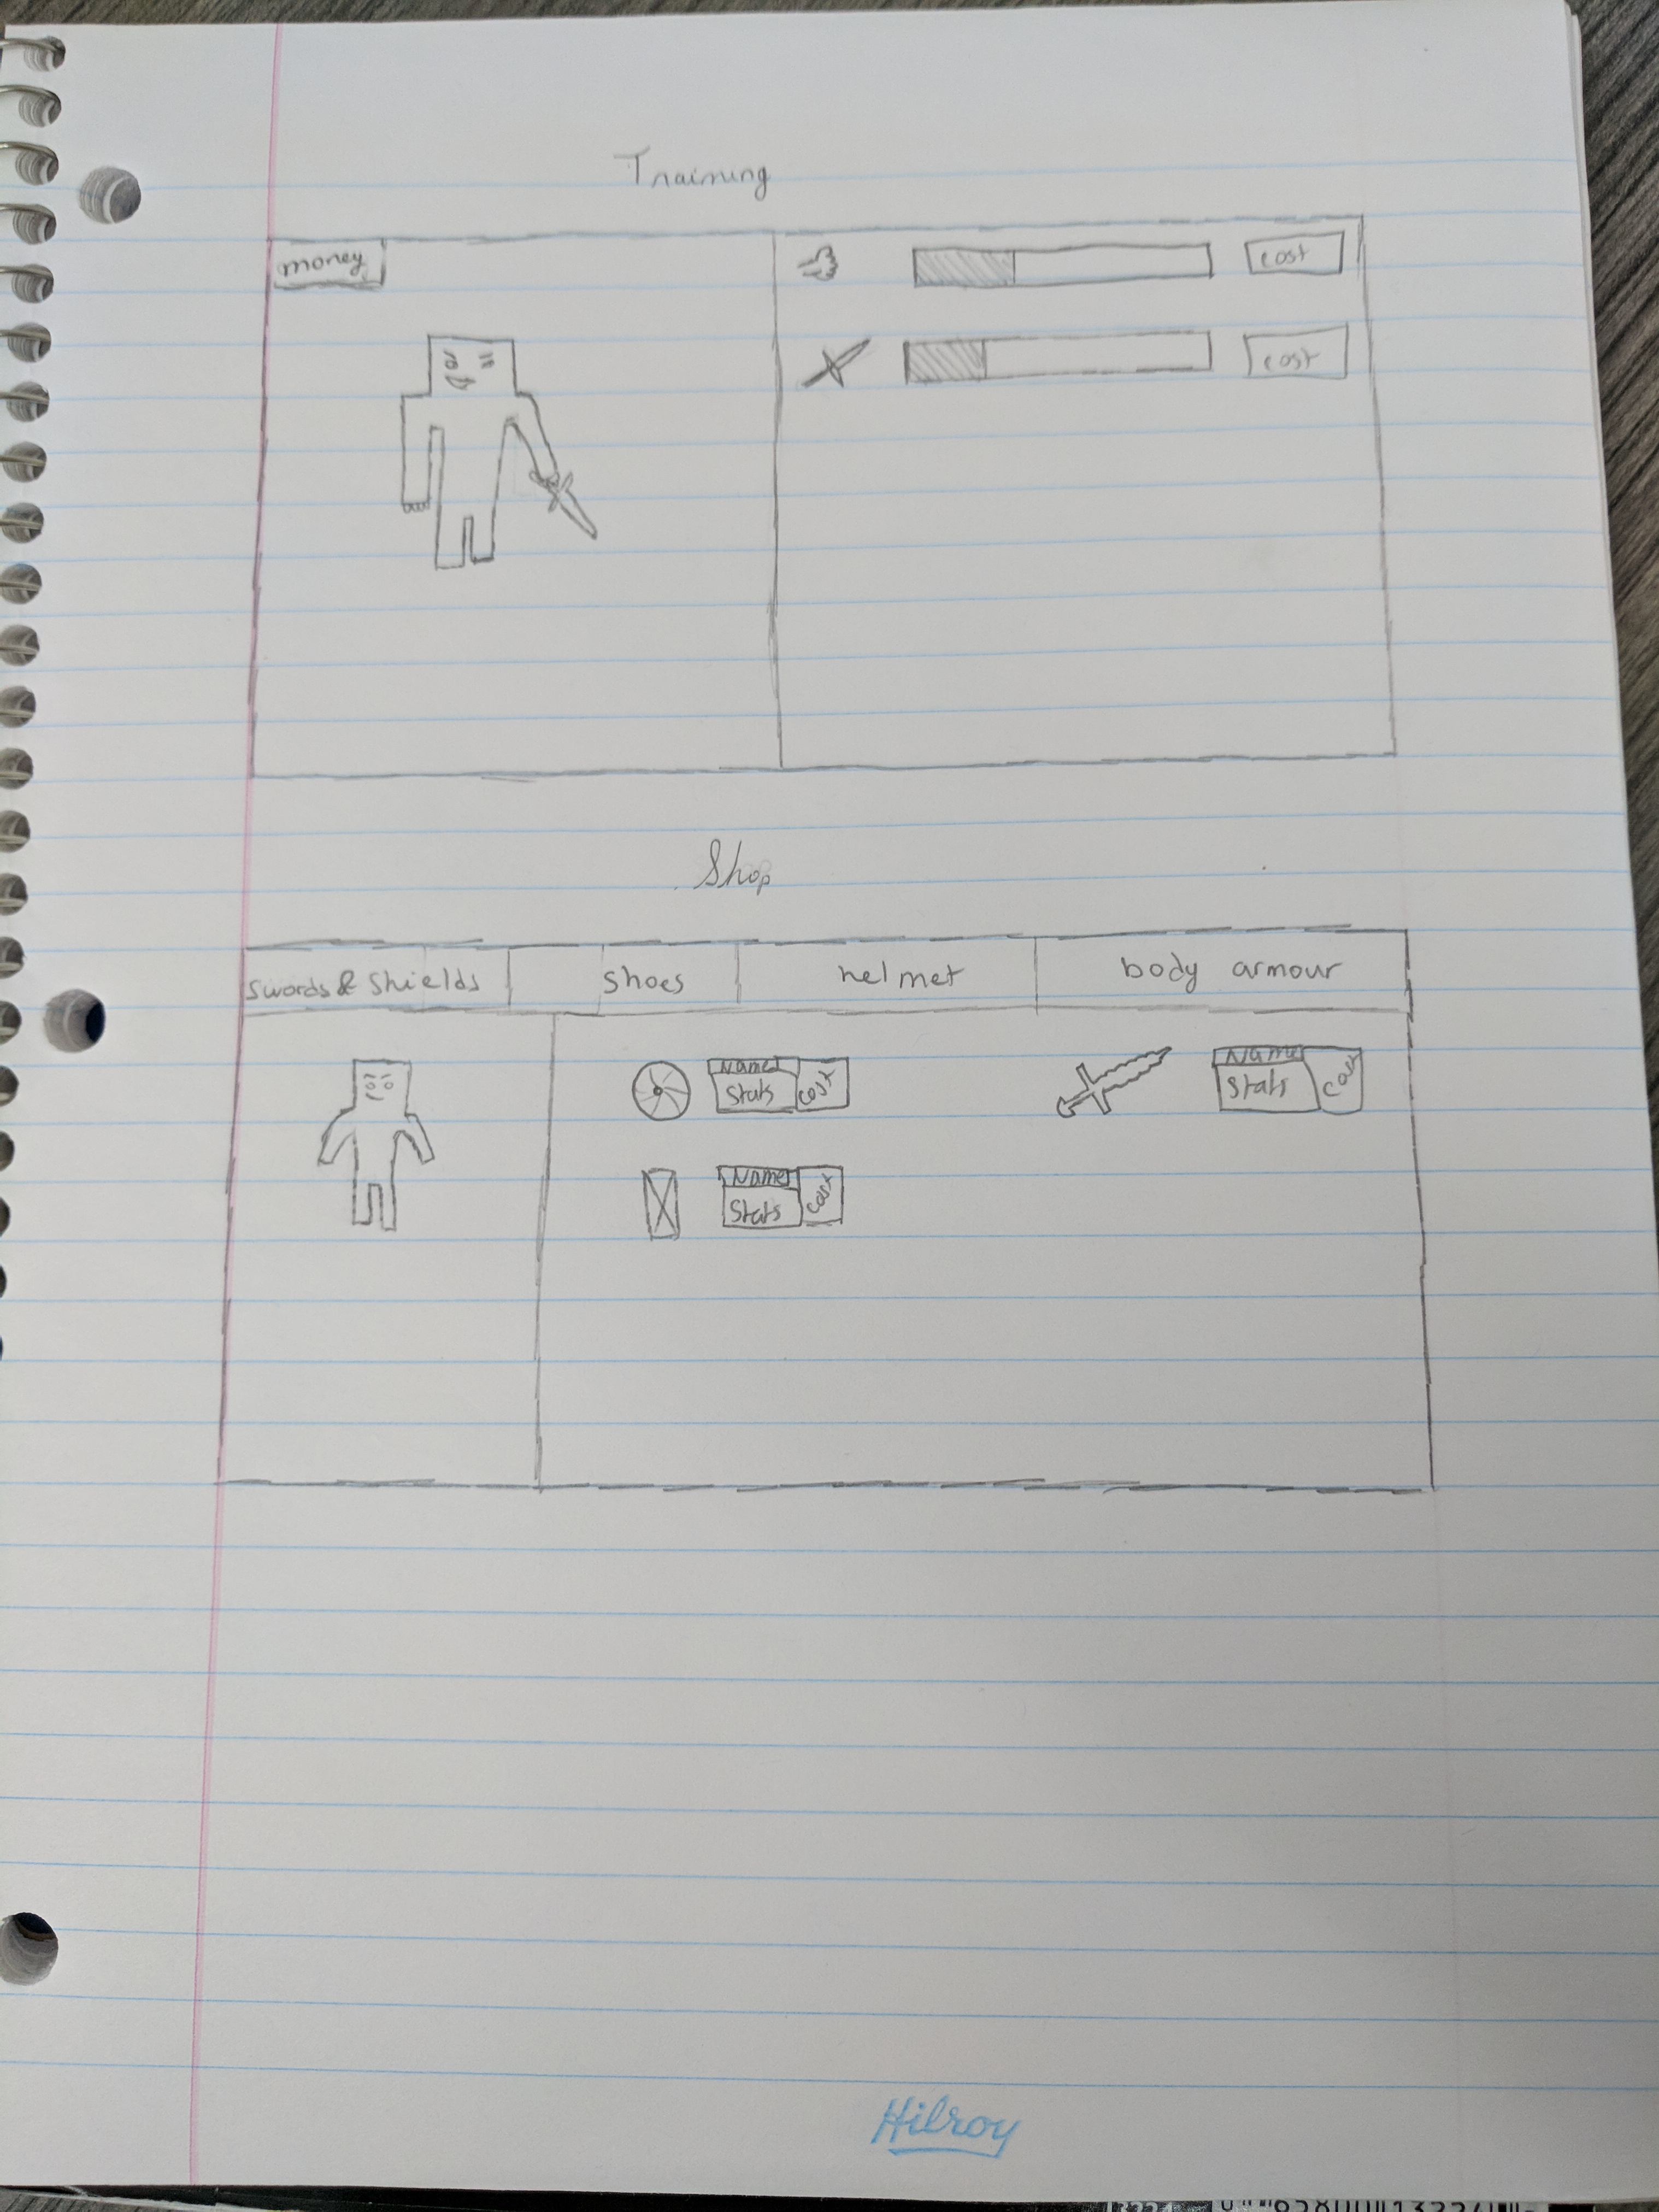 Training
money
cost
cost
Shop
Swords & Shields shoes helmet body armour
Name
Stats cost
Name
Stats cost
Name
Stats cost
Hilroy